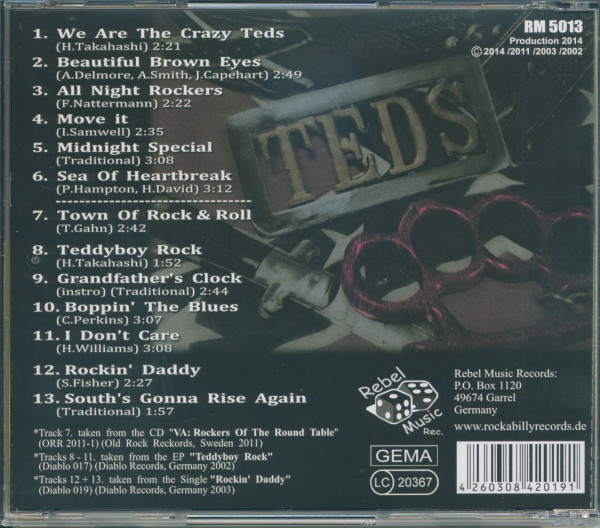 RM 5013
Production 2014
©2014 /2011 /2003 /2002
1. We Are The Crazy Teds
(H.Takahashi) 2:21
2. Beautiful Brown Eyes
(A.Delmore, A.Smith, J.Capehart) 2:49
3. All Night Rockers
(F.Nattermann) 2:22
4. Move it
(I.Samwell) 2:35
5. Midnight Special
(Traditional) 3:08
6. Sea Of Heartbreak
(P.Hampton, H.David) 3:12
----------------------------------
7. Town Of Rock & Roll
(T.Gahn) 2:42
8. Teddyboy Rock
(H.Takahashi) 1:52
9. Grandfather's Clock
(instro) (Traditional) 2:44
10. Boppin' The Blues
(C.Perkins) 3:07
11. I Don't Care
(H.Williams) 3:08
12. Rockin' Daddy
(S.Fisher) 2:27
13. South's Gonna Rise Again
(Traditional) 1:57
*Track 7. taken from the CD "VA: Rockers Of The Round Table"
(ORR 2011-1) (Old Rock Reckords, Sweden 2011)
*Tracks 8 - 11. taken from the EP "Teddyboy Rock"
(Diablo 017) (Diablo Records, Germany 2002)
*Tracks 12 + 13. taken from the Single "Rockin' Daddy"
(Diablo 019) (Diablo Records, Germany 2003)
TEDS
Rebel
Music
Rec.
Rebel Music Records:
P.O. Box 1120
49674 Garrel
Germany
www.rockabillyrecords.de
GEMA
LC 20367
4 260308 420191